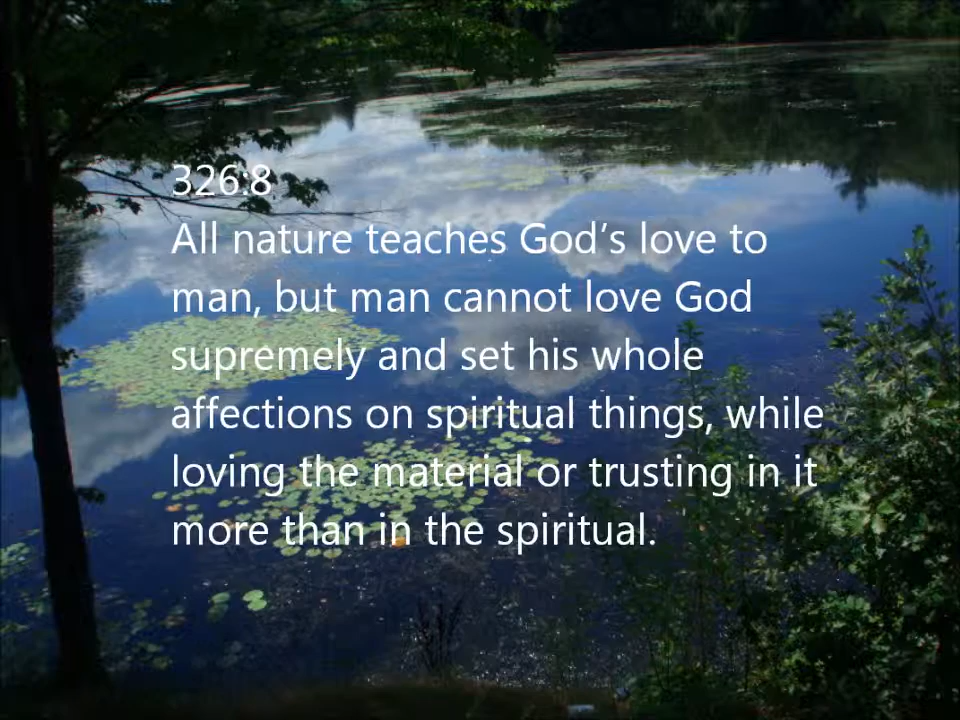 326:8
All nature teaches God’s love to
man, but man cannot love God
supremely and set his whole
affections on spiritual things, while
loving the material or trusting in it
more than in the spiritual.